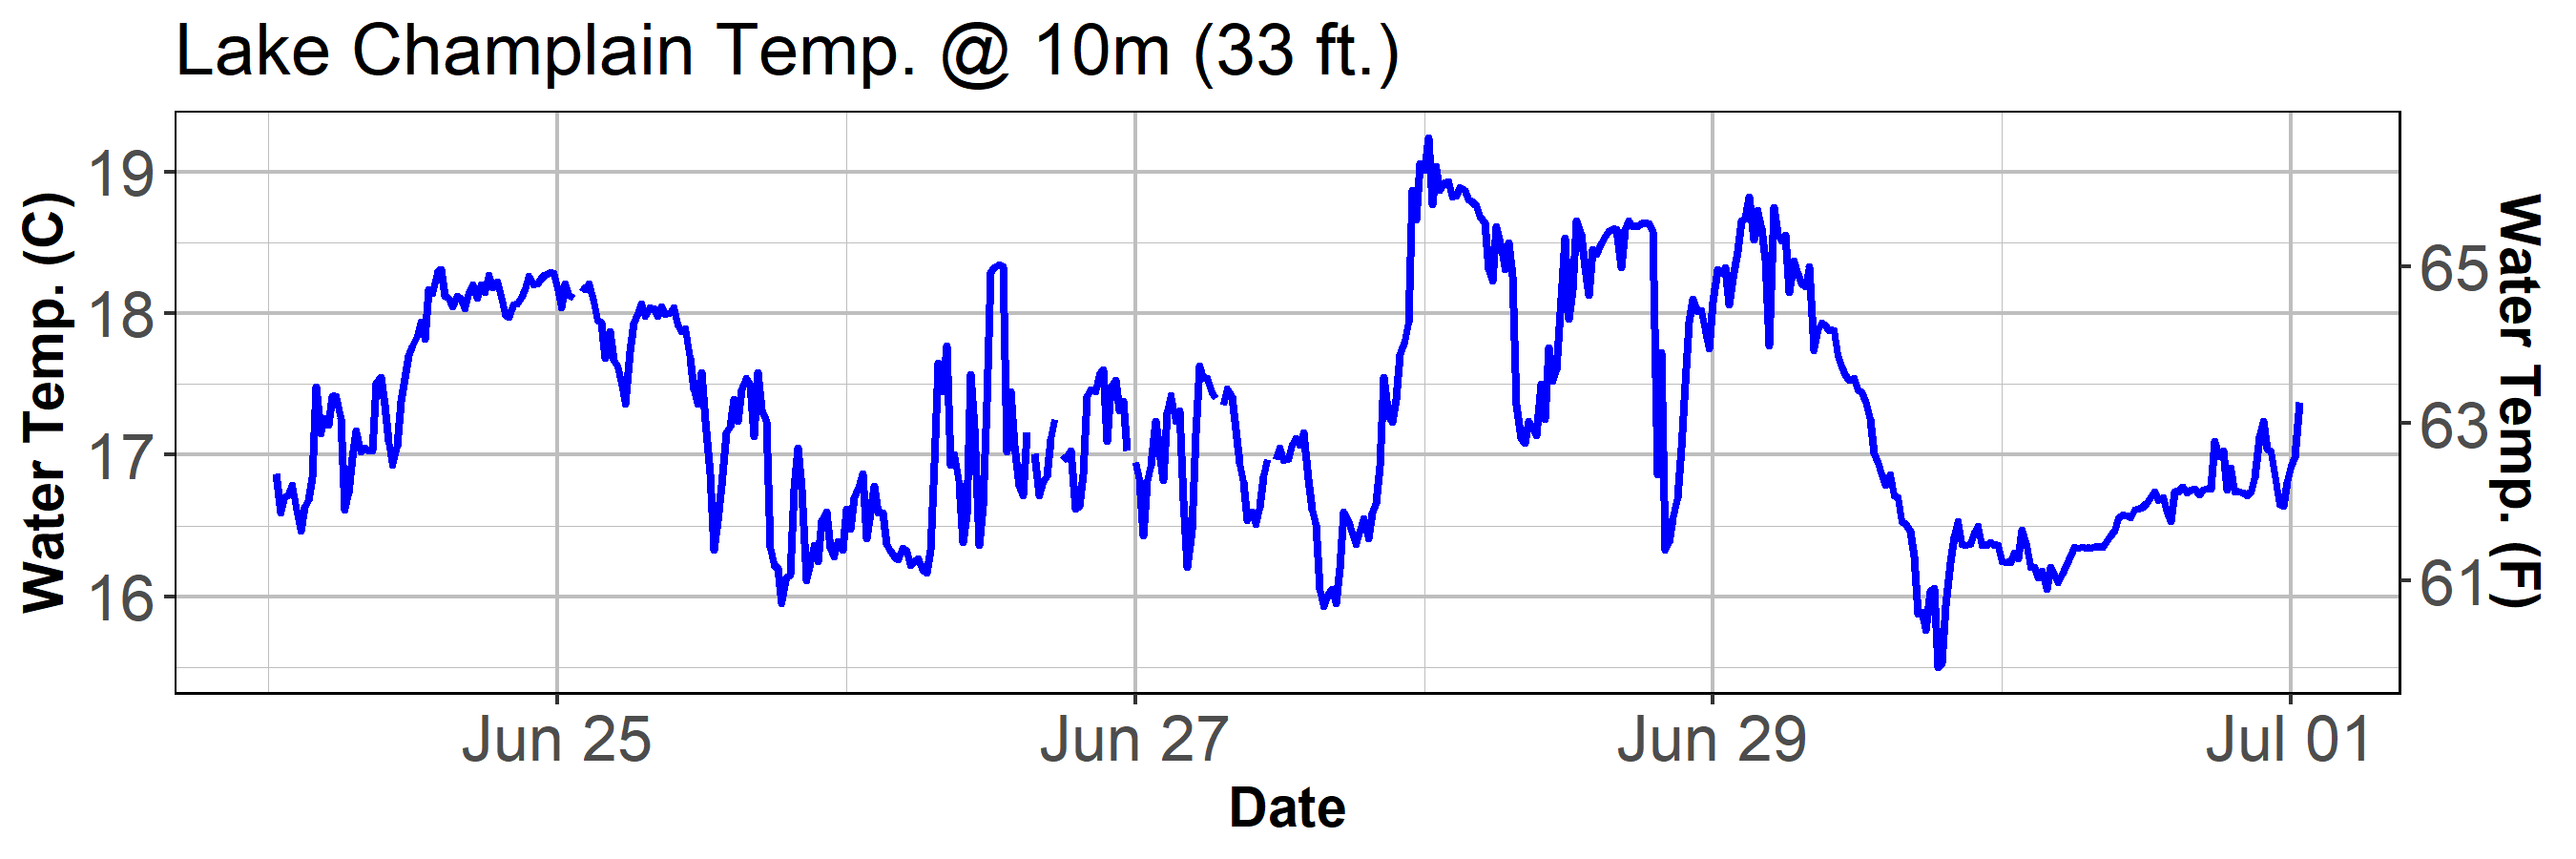 Lake Champlain Temp. @ 10m (33 ft.)
Water Temp. (C)
19
18
17
16
65
63
61
Water Temp. (F)
Jun 25
Jun 27
Jun 29
Jul 01
Date